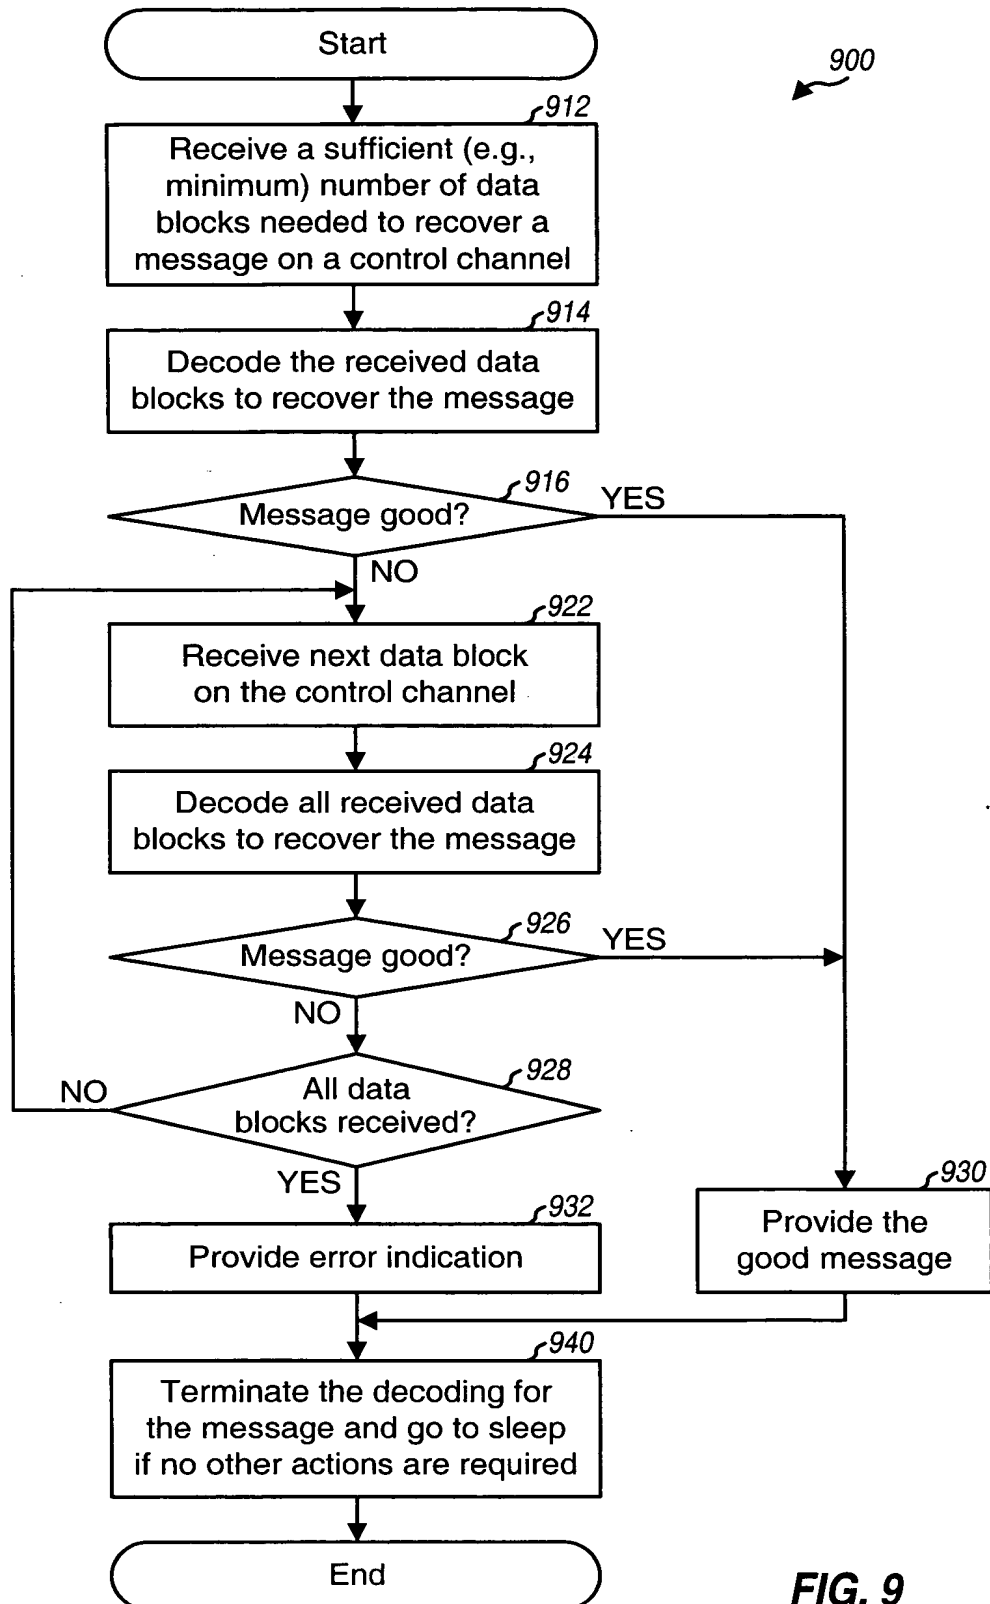 Start
900
912
Receive a sufficient (e.g.,
minimum) number of data
blocks needed to recover a
message on a control channel
914
Decode the received data
blocks to recover the message
916
Message good?
YES
NO
922
Receive next data block
on the control channel
924
Decode all received data
blocks to recover the message
926
Message good?
YES
NO
928
All data
blocks received?
NO
YES
932
Provide error indication
930
Provide the
good message
940
Terminate the decoding for
the message and go to sleep
if no other actions are required
End
FIG. 9